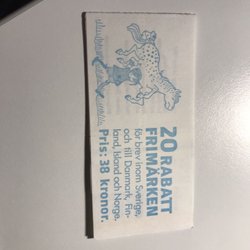 20 RABATT
FRIMÄRKEN
för brev inom Sverige,
och till Danmark, Fin-
land, Island och Norge.
Pris: 38 kronor.